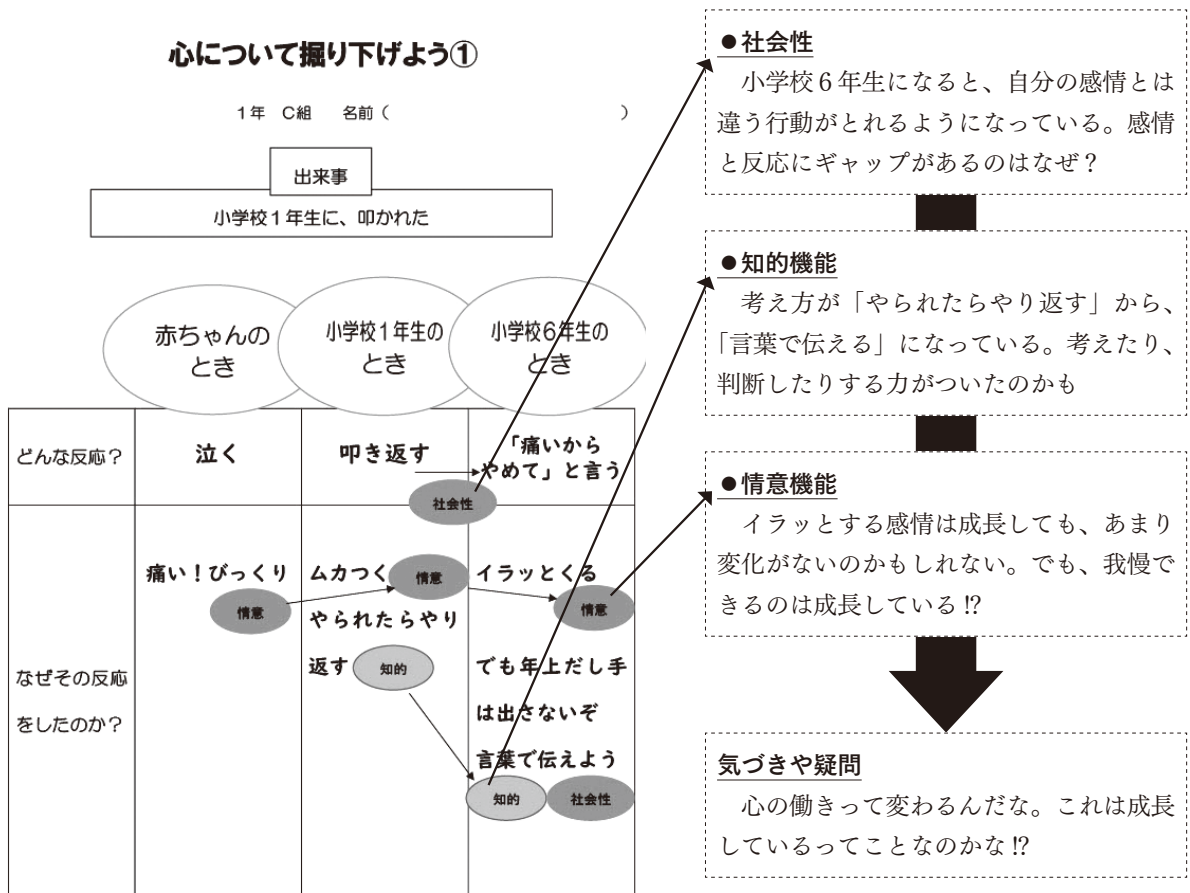 心について掘り下げよう①
1年 C組 名前( )
出来事
小学校1年生に、叩かれた
赤ちゃんの
とき
小学校1年生の
とき
小学校6年生の
とき
どんな反応?
泣く
叩き返す
「痛いから
やめて」と言う
社会性
なぜその反応
をしたのか?
痛い!びっくり
情意
ムカつく
情意
やられたらやり
返す
知的
イラッとくる
情意
でも年上だし手
は出さないぞ
言葉で伝えよう
知的
社会性
●社会性
小学校6年生になると、自分の感情とは
違う行動がとれるようになっている。感情
と反応にギャップがあるのはなぜ?
●知的機能
考え方が「やられたらやり返す」から、
「言葉で伝える」になっている。考えたり、
判断したりする力がついたのかも
●情意機能
イラッとする感情は成長しても、あまり
変化がないのかもしれない。でも、我慢で
きるのは成長している!?
気づきや疑問
心の働きって変わるんだな。これは成長
しているってことなのかな!?